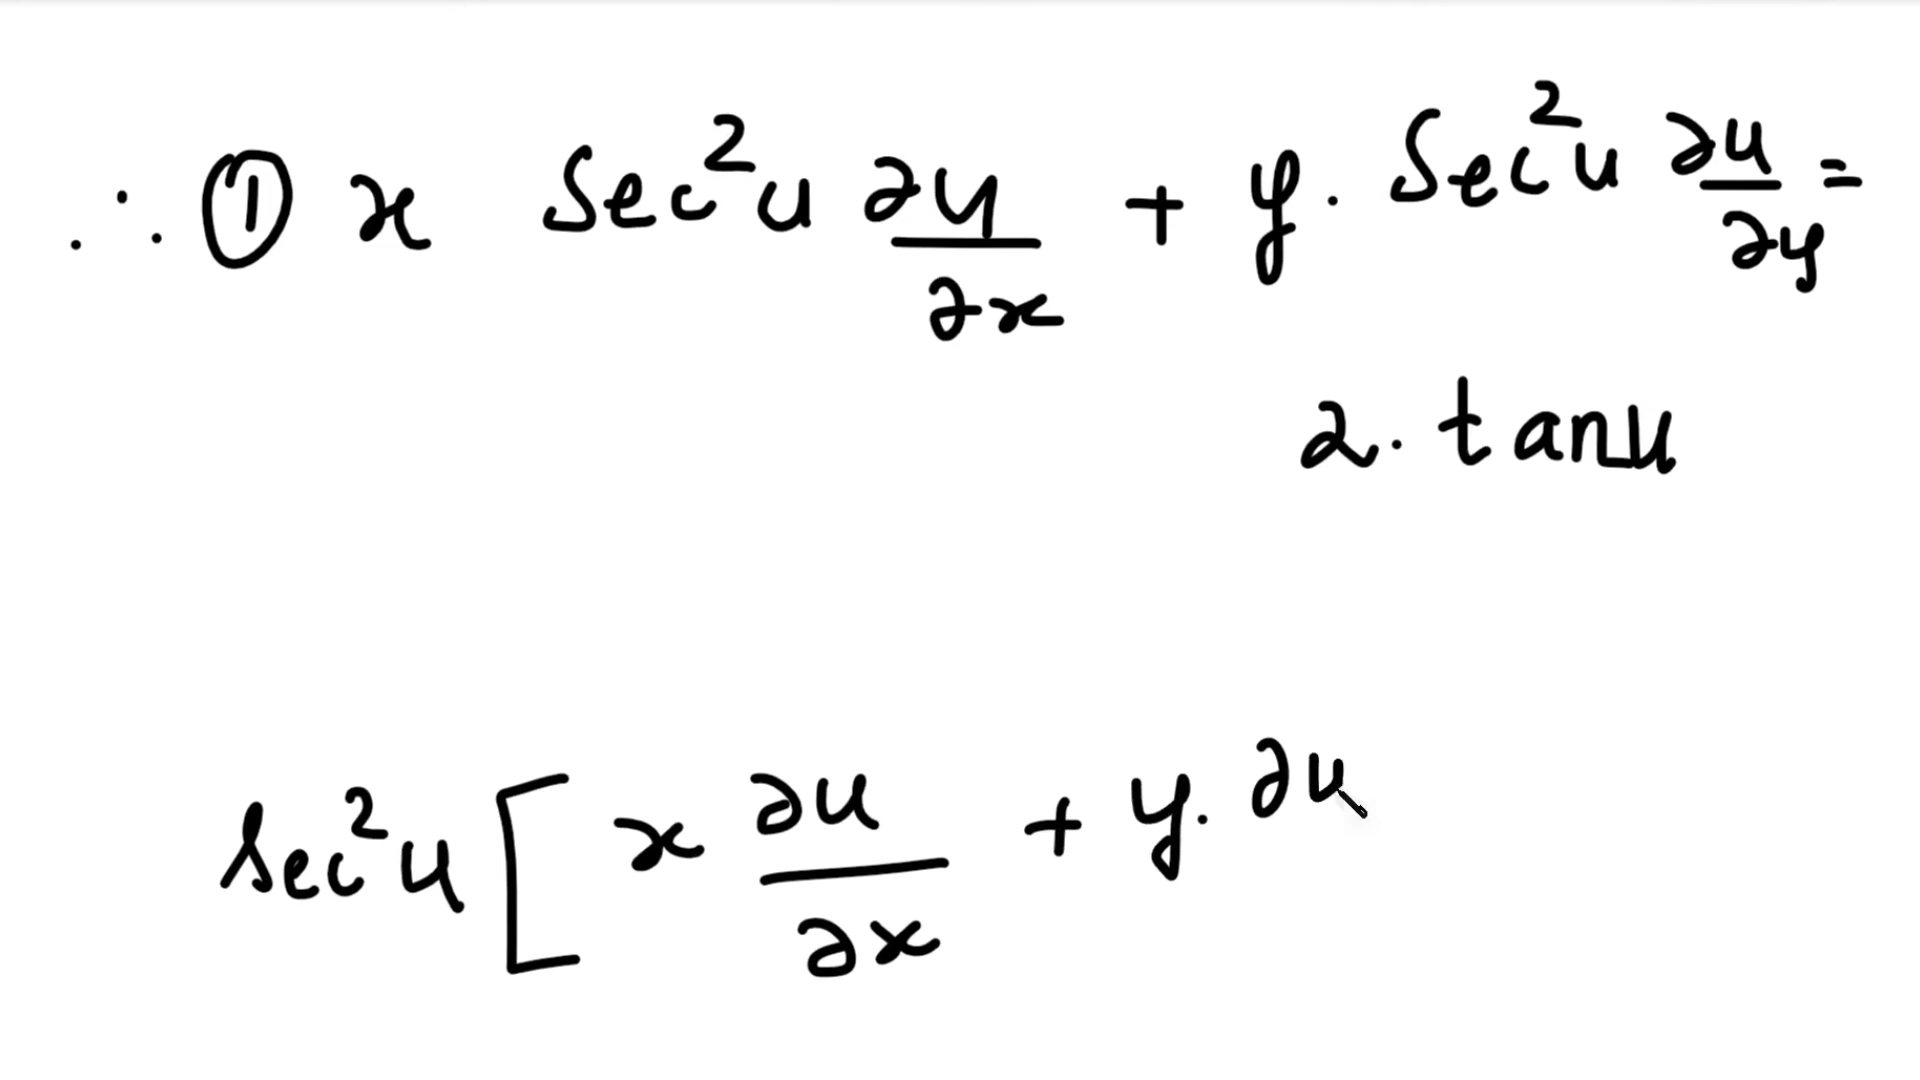 ∴ ① x Sec²u ∂u/∂x + y. Sec²u ∂u/∂y =
2. tanu
Sec²u [ x ∂u/∂x + y. ∂u